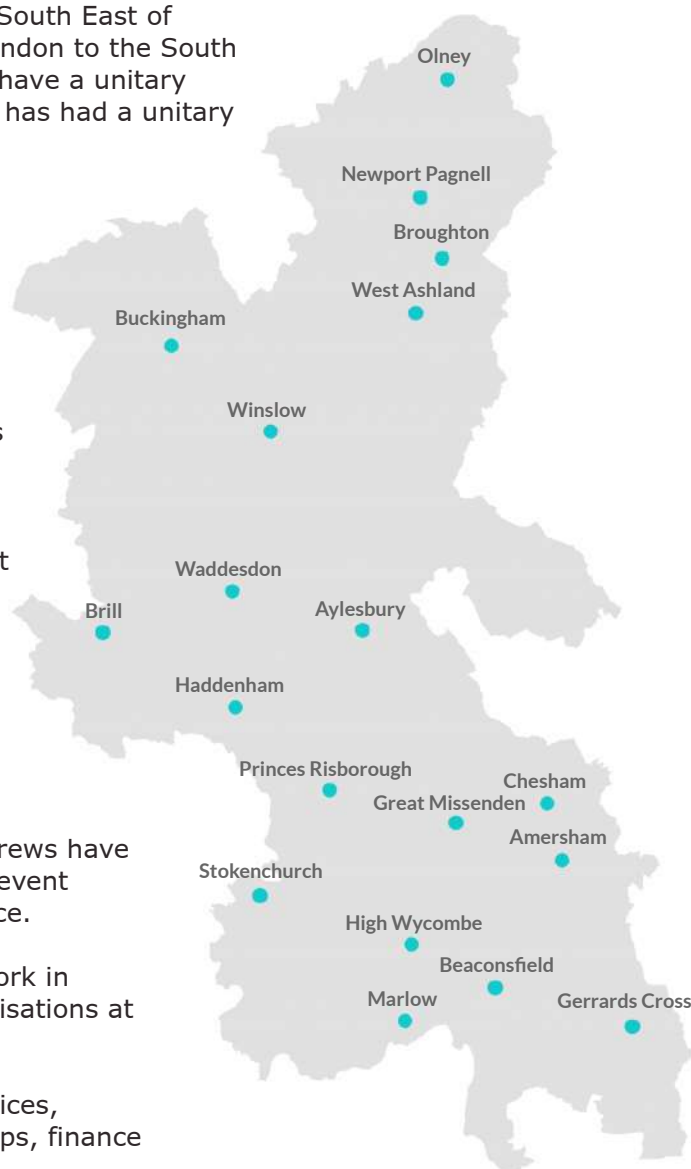 South East of
ndon to the South
have a unitary
has had a unitary
s
t
rews have
event
ce.
ork in
isations at
ices,
ps, finance
Olney
Newport Pagnell
Broughton
West Ashland
Buckingham
Winslow
Waddesdon
Brill
Aylesbury
Haddenham
Princes Risborough
Chesham
Great Missenden
Amersham
Stokenchurch
High Wycombe
Beaconsfield
Marlow
Gerrards Cross